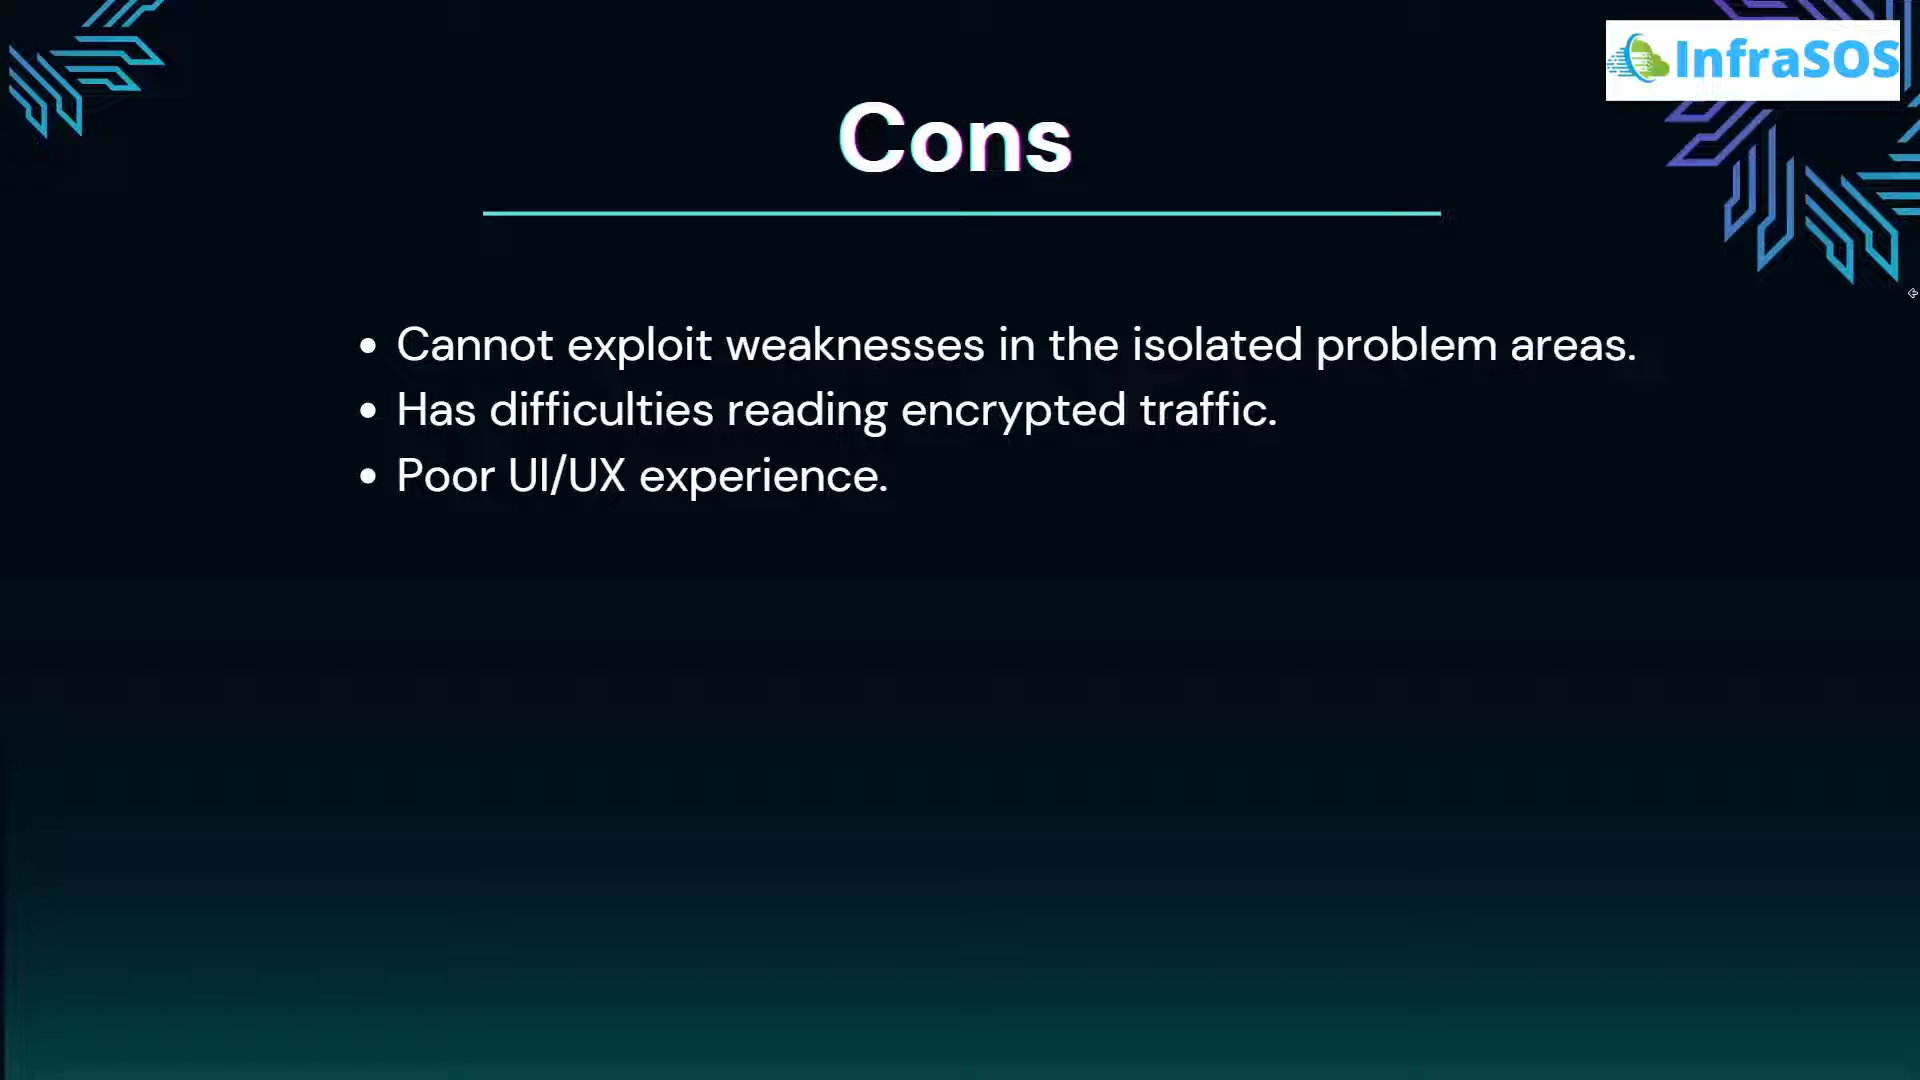 InfraSOS
Cons
• Cannot exploit weaknesses in the isolated problem areas.
• Has difficulties reading encrypted traffic.
• Poor UI/UX experience.